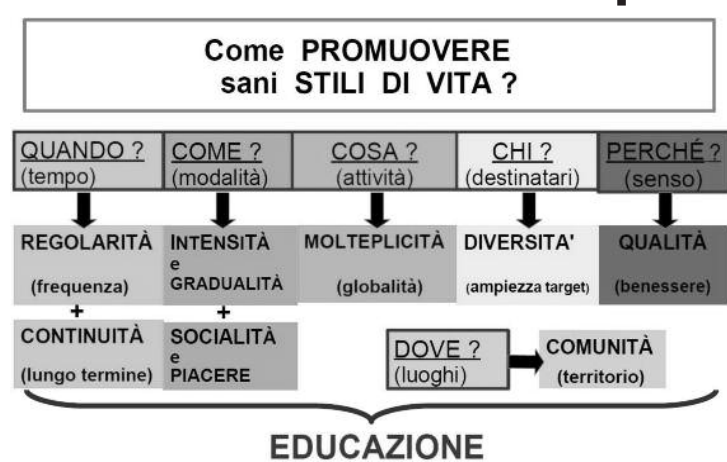 Come PROMUOVERE
sani STILI DI VITA ?
QUANDO ?
(tempo)
COME ?
(modalità)
COSA ?
(attività)
CHI ?
(destinatari)
PERCHÉ ?
(senso)
REGOLARITÀ
(frequenza)
+
CONTINUITÀ
(lungo termine)
INTENSITÀ
e
GRADUALITÀ
+
SOCIALITÀ
e
PIACERE
MOLTEPLICITÀ
(globalità)
DIVERSITA'
(ampiezza target)
QUALITÀ
(benessere)
DOVE ?
(luoghi)
COMUNITÀ
(territorio)
EDUCAZIONE